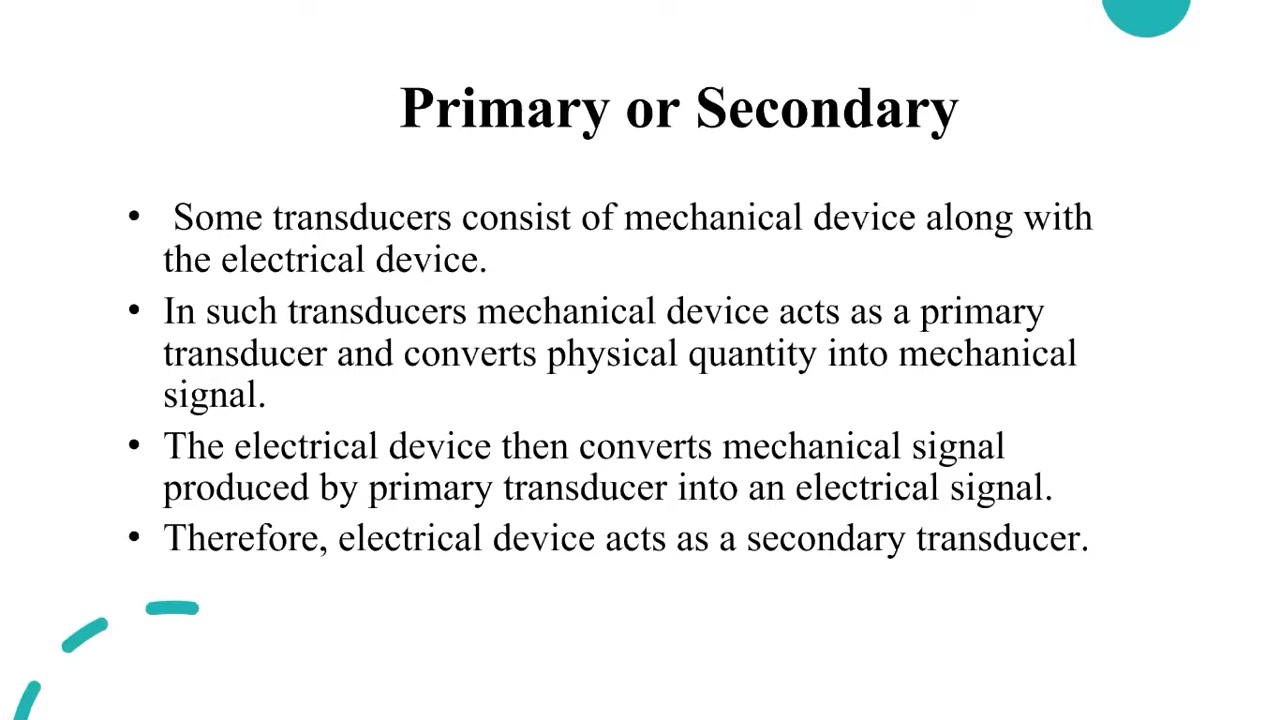 Primary or Secondary
• Some transducers consist of mechanical device along with
the electrical device.
• In such transducers mechanical device acts as a primary
transducer and converts physical quantity into mechanical
signal.
• The electrical device then converts mechanical signal
produced by primary transducer into an electrical signal.
• Therefore, electrical device acts as a secondary transducer.